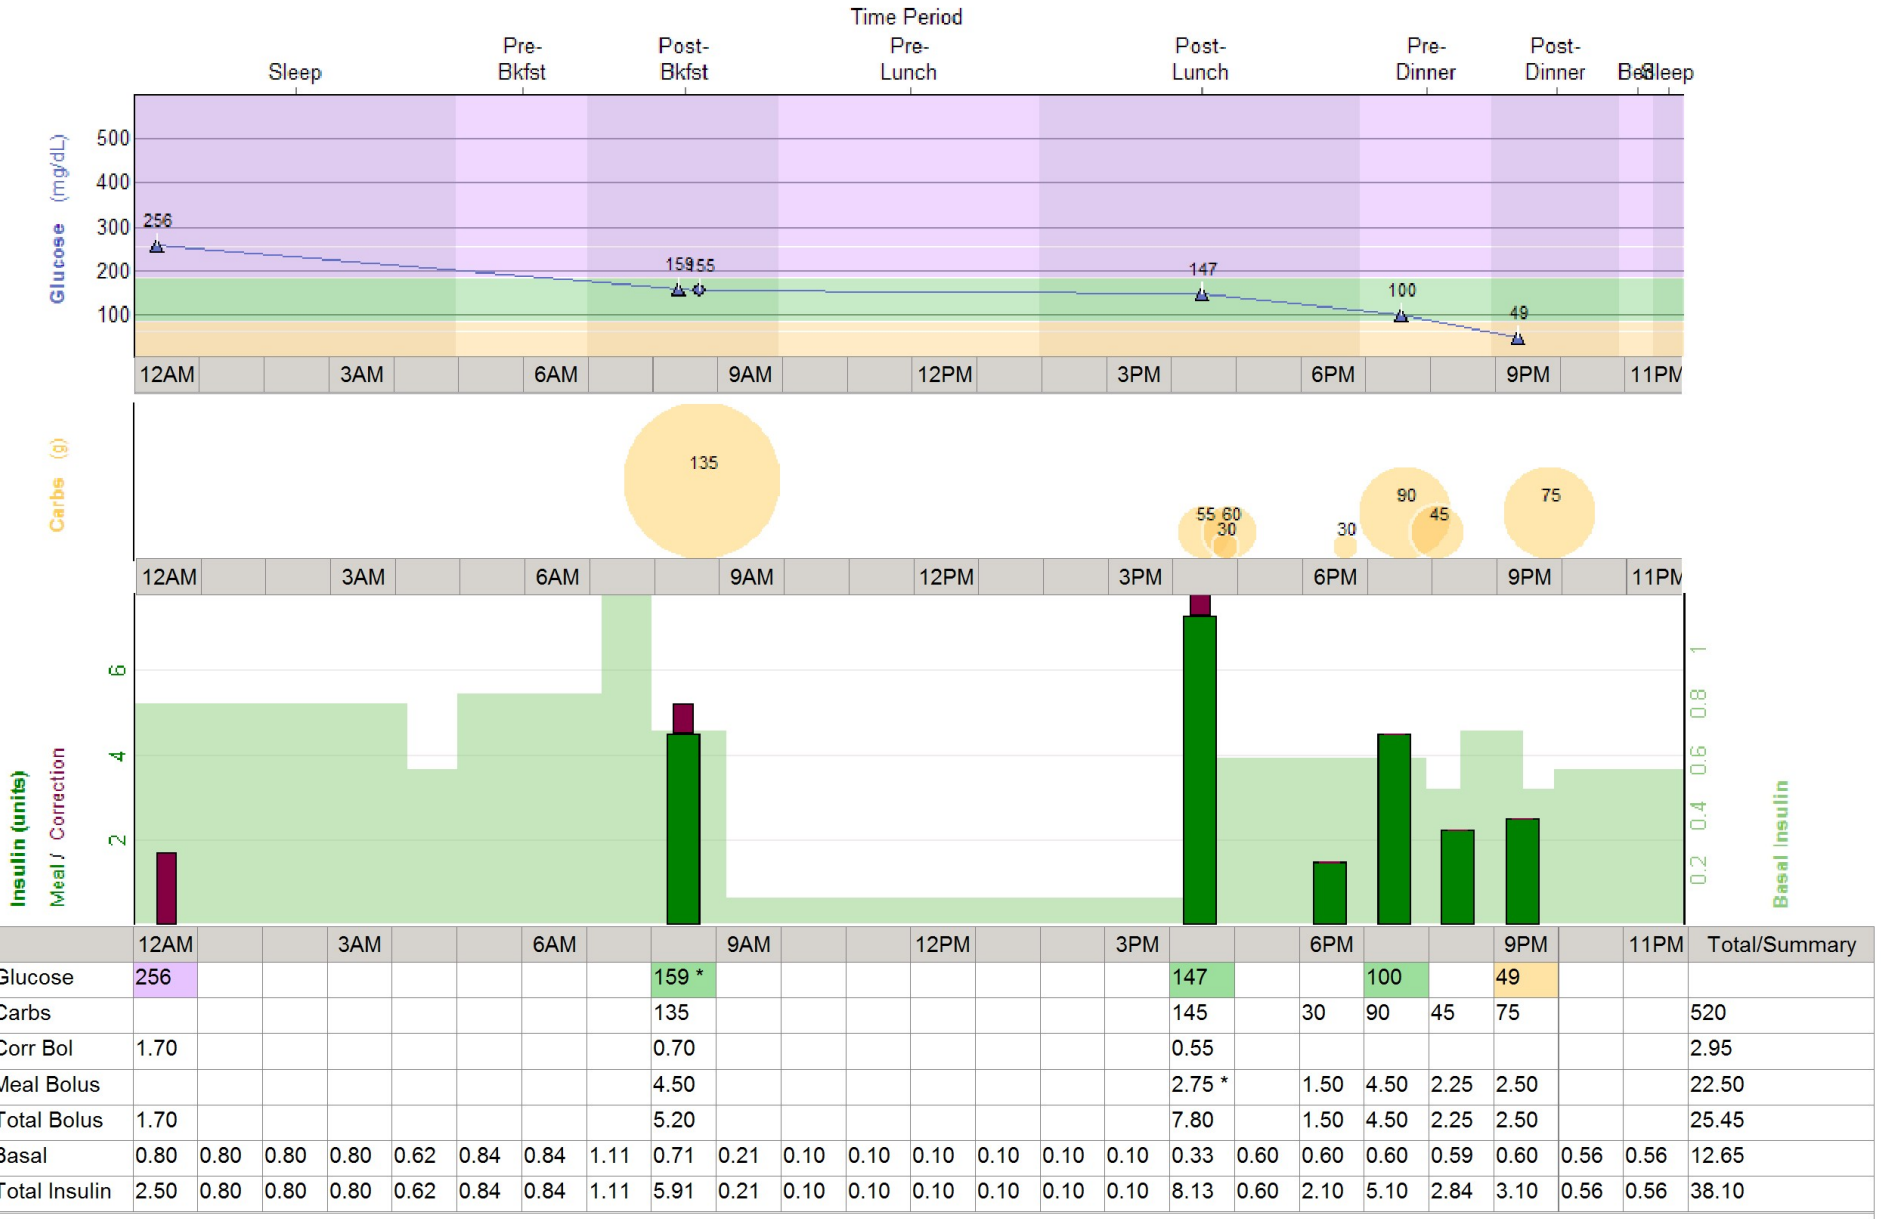 Time Period
Sleep Pre-Bkfst Post-Bkfst Pre-Lunch Post-Lunch Pre-Dinner Post-Dinner Bed Sleep
Glucose (mg/dL)
500
400
300
200
100
256 159 155 147 100 49
12AM 3AM 6AM 9AM 12PM 3PM 6PM 9PM 11PM
Carbs (g)
135 55 60 30 30 90 45 75
12AM 3AM 6AM 9AM 12PM 3PM 6PM 9PM 11PM
Insulin (units)
Meal / Correction
6
4
2
1
0.8
0.6
0.4
0.2
Basal Insulin
12AM 3AM 6AM 9AM 12PM 3PM 6PM 9PM 11PM Total/Summary
Glucose 256 159 * 147 100 49
Carbs 135 145 30 90 45 75 520
Corr Bol 1.70 0.70 0.55 2.95
Meal Bolus 4.50 2.75 * 1.50 4.50 2.25 2.50 22.50
Total Bolus 1.70 5.20 7.80 1.50 4.50 2.25 2.50 25.45
Basal 0.80 0.80 0.80 0.80 0.62 0.84 0.84 1.11 0.71 0.21 0.10 0.10 0.10 0.10 0.10 0.10 0.33 0.60 0.60 0.60 0.59 0.60 0.56 0.56 12.65
Total Insulin 2.50 0.80 0.80 0.80 0.62 0.84 0.84 1.11 5.91 0.21 0.10 0.10 0.10 0.10 0.10 0.10 8.13 0.60 2.10 5.10 2.84 3.10 0.56 0.56 38.10